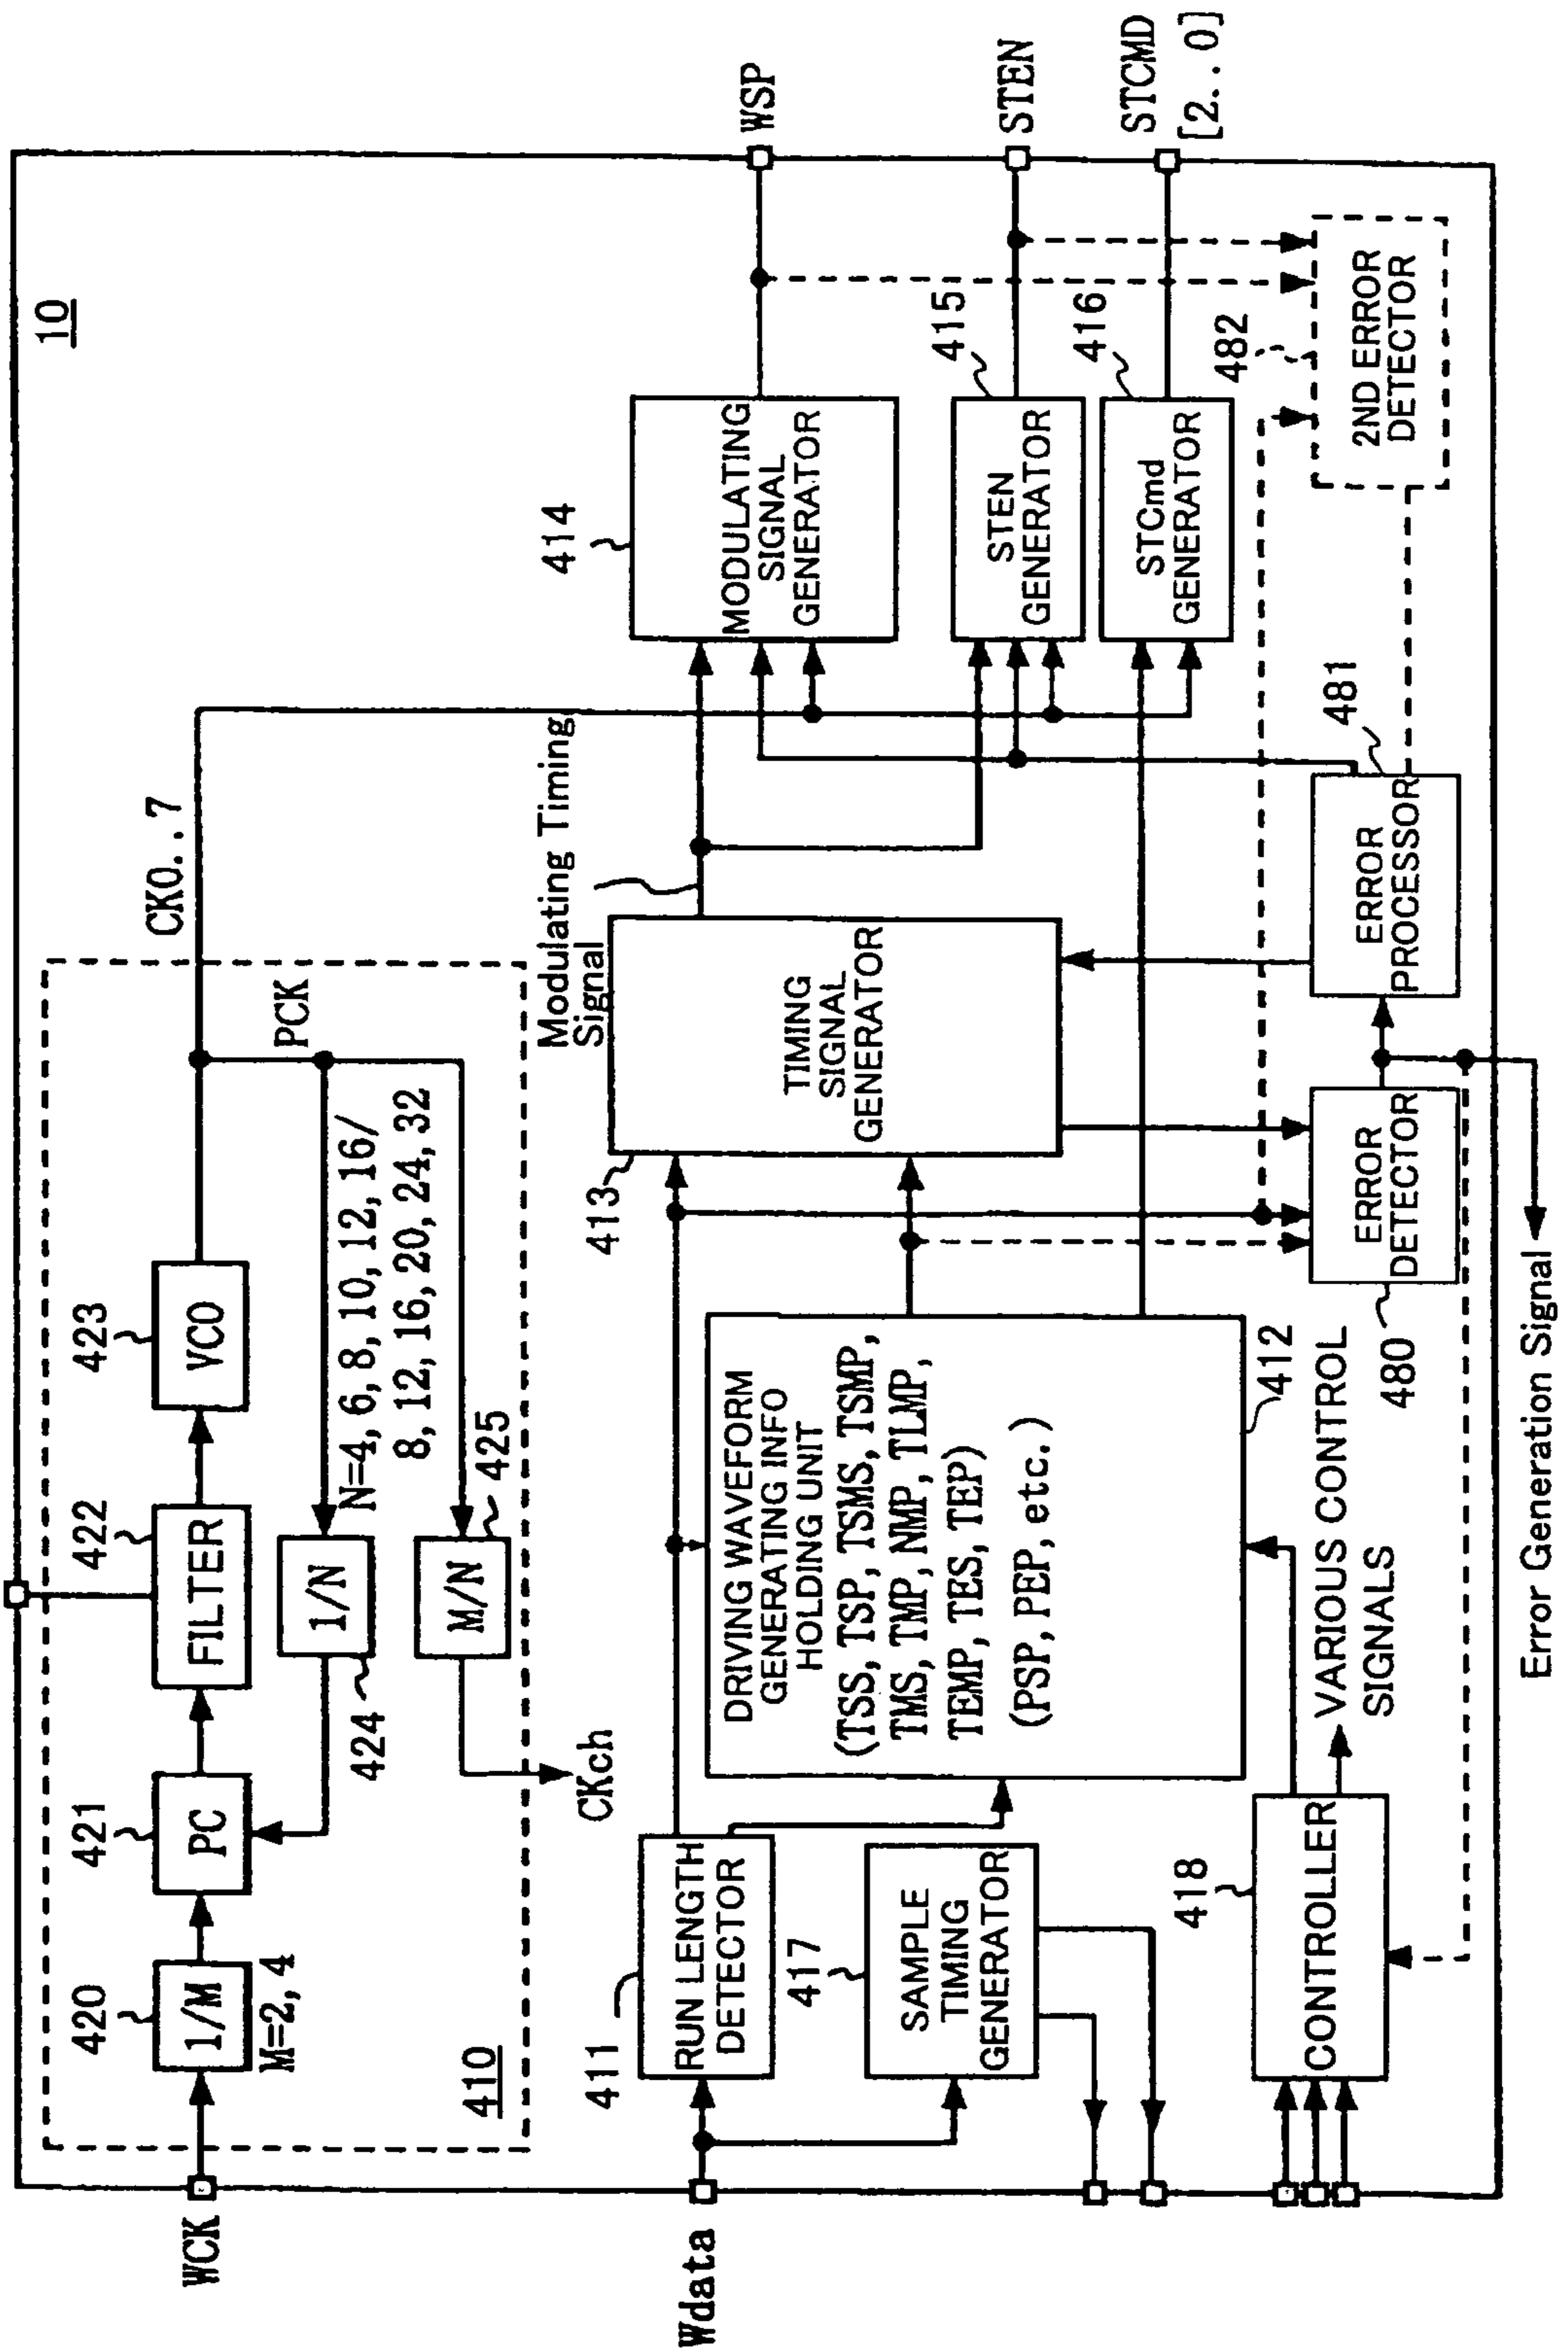 10
WCK
420
1/M
M=2, 4
421
PC
422
FILTER
423
VCO
CK0..7
PCK
424
1/N
N=4, 6, 8, 10, 12, 16/
8, 12, 16, 20, 24, 32
M/N
425
CKch
410
Wdata
411
RUN LENGTH
DETECTOR
417
SAMPLE
TIMING
GENERATOR
418
CONTROLLER
VARIOUS CONTROL
SIGNALS
DRIVING WAVEFORM
GENERATING INFO
HOLDING UNIT
(TSS, TSP, TSMS, TSMP,
TMS, TMP, NMP, TLMP,
TEMP, TES, TEP)
(PSP, PEP, etc.)
412
413
TIMING
SIGNAL
GENERATOR
Modulating Timing
Signal
414
MODULATING
SIGNAL
GENERATOR
WSP
415
STEN
GENERATOR
STEN
416
STCmd
GENERATOR
STCMD
[2..0]
480
ERROR
DETECTOR
481
ERROR
PROCESSOR
482
2ND ERROR
DETECTOR
Error Generation Signal